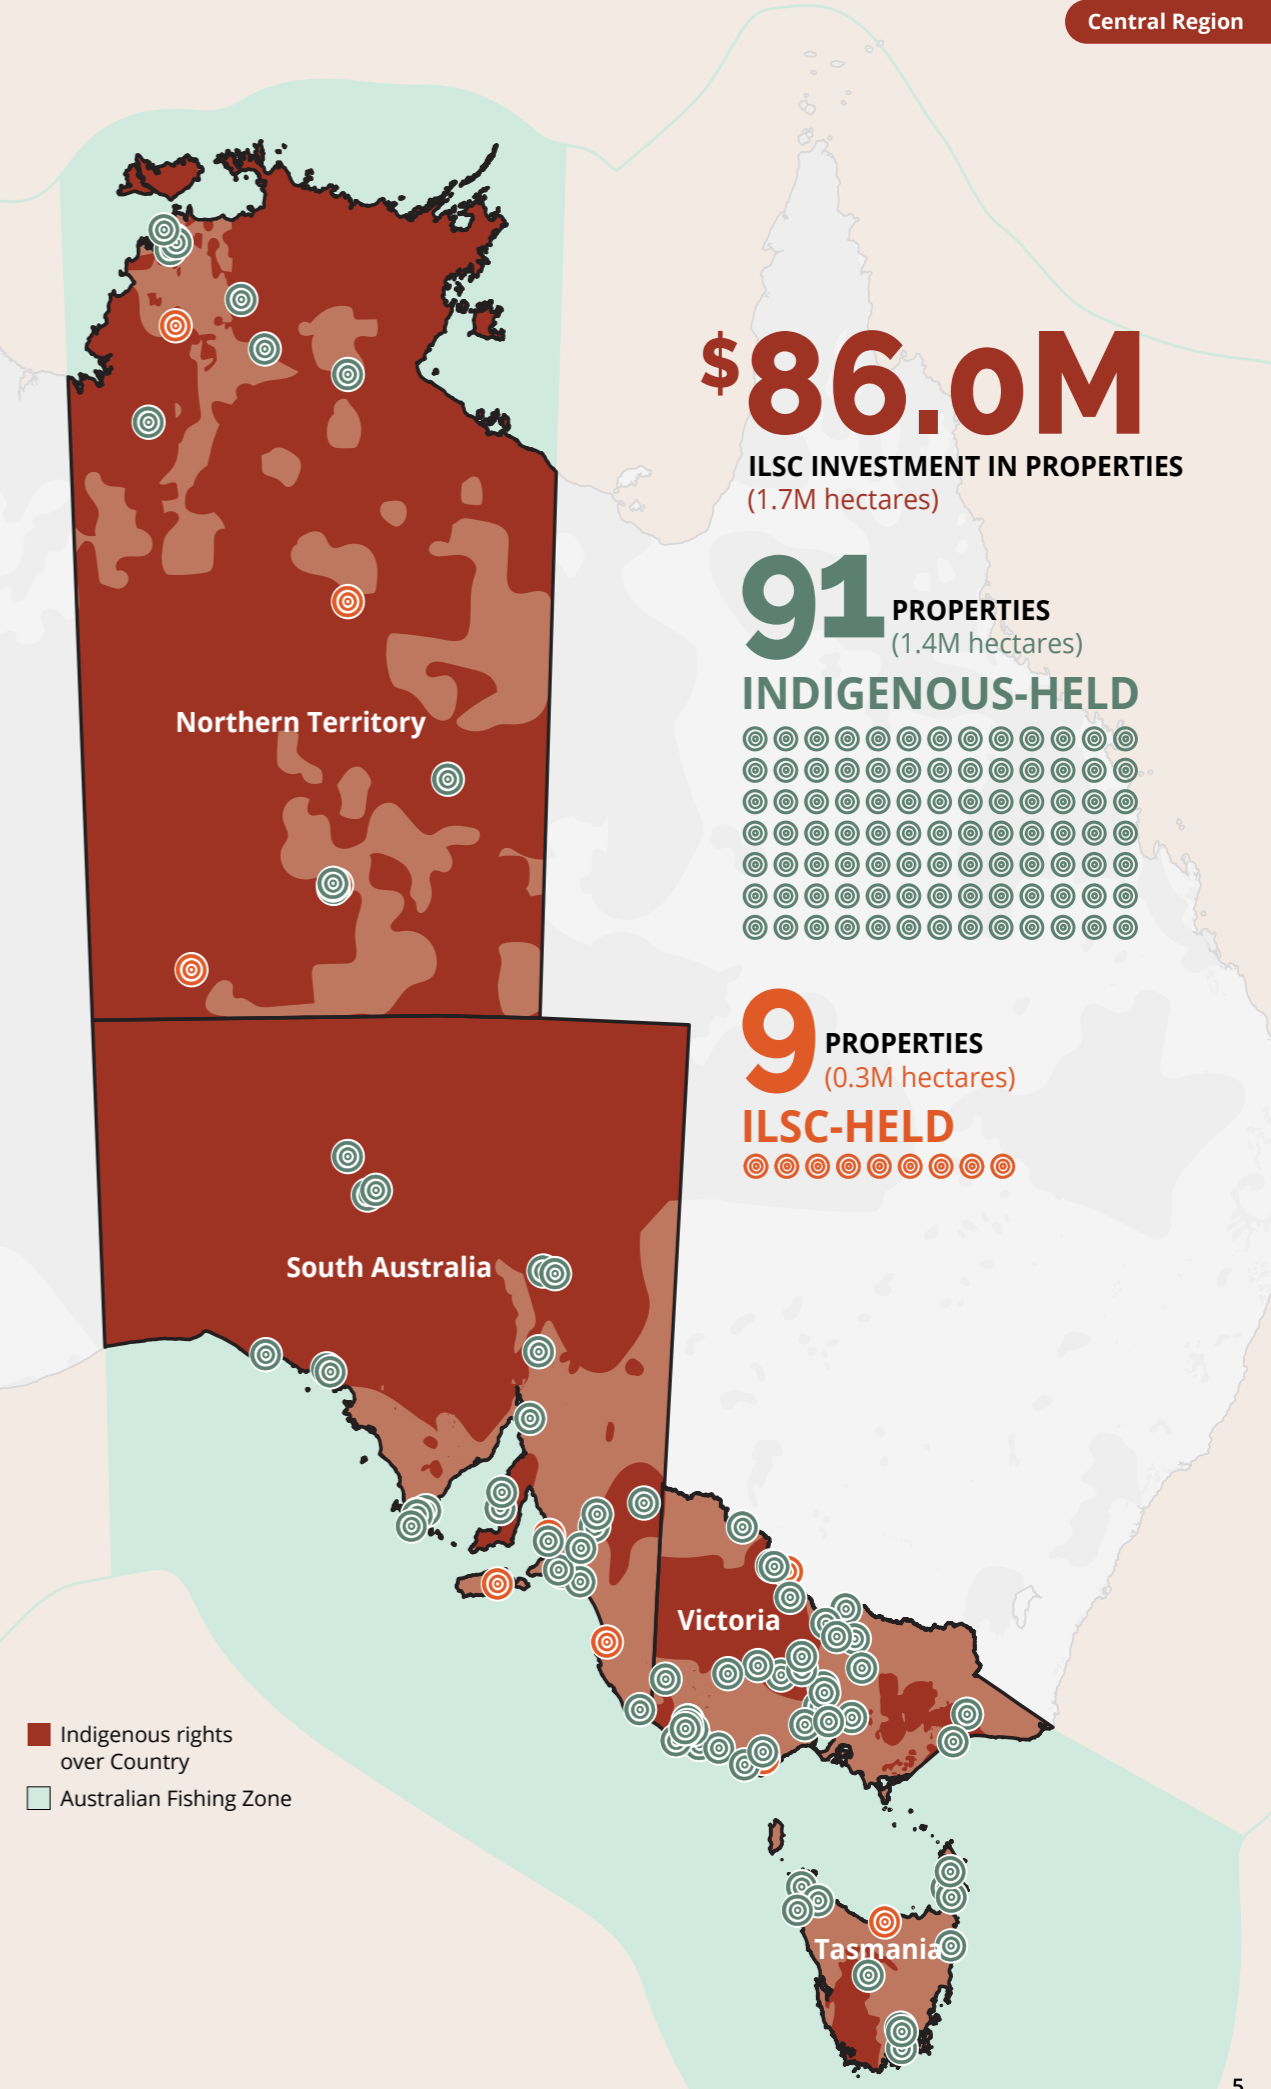 Central Region
$86.0M
ILSC INVESTMENT IN PROPERTIES
(1.7M hectares)
91 PROPERTIES
(1.4M hectares)
INDIGENOUS-HELD
Northern Territory
9 PROPERTIES
(0.3M hectares)
ILSC-HELD
South Australia
Victoria
Indigenous rights
over Country
Australian Fishing Zone
Tasmania
5